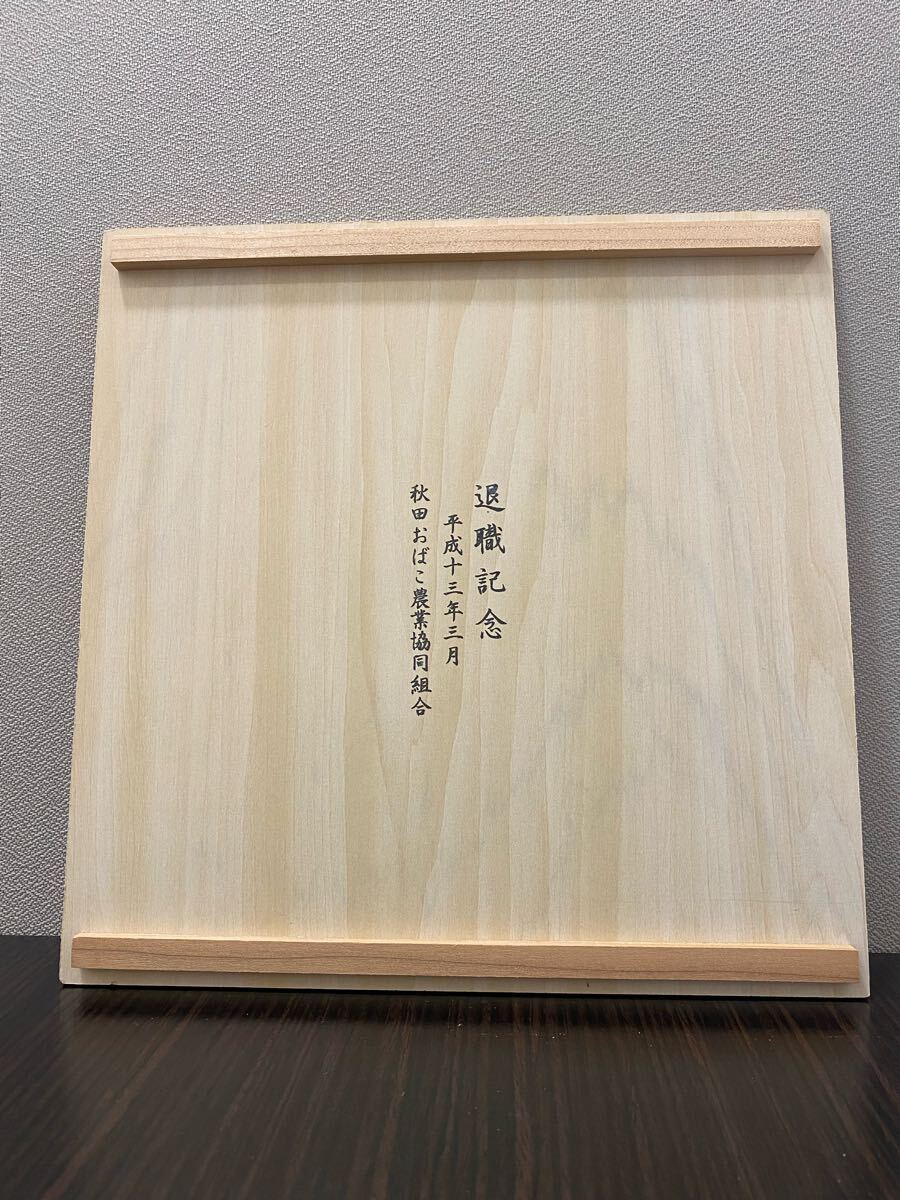 退職記念
平成十三年三月
秋田おばこ農業協同組合